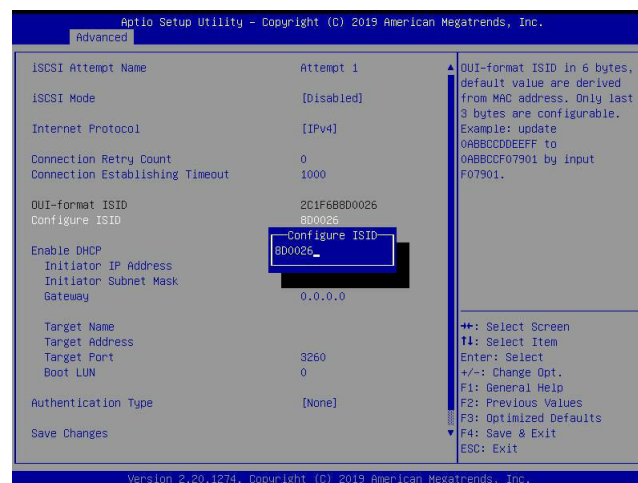 Aptio Setup Utility – Copyright (C) 2019 American Megatrends, Inc.
Advanced
iSCSI Attempt Name Attempt 1
iSCSI Mode [Disabled]
Internet Protocol [IPv4]
Connection Retry Count 0
Connection Establishing Timeout 1000
OUI-format ISID 2C1F6B8D0026
Configure ISID 8D0026
Configure ISID
8D0026_
Enable DHCP
Initiator IP Address
Initiator Subnet Mask
Gateway 0.0.0.0
Target Name
Target Address
Target Port 3260
Boot LUN 0
Authentication Type [None]
Save Changes
OUI-format ISID in 6 bytes,
default value are derived
from MAC address. Only last
3 bytes are configurable.
Example: update
0ABBCCDDEEFF to
0ABBCCF07901 by input
F07901.
→←: Select Screen
↑↓: Select Item
Enter: Select
+/-: Change Opt.
F1: General Help
F2: Previous Values
F3: Optimized Defaults
F4: Save & Exit
ESC: Exit
Version 2.20.1274. Copyright (C) 2019 American Megatrends, Inc.